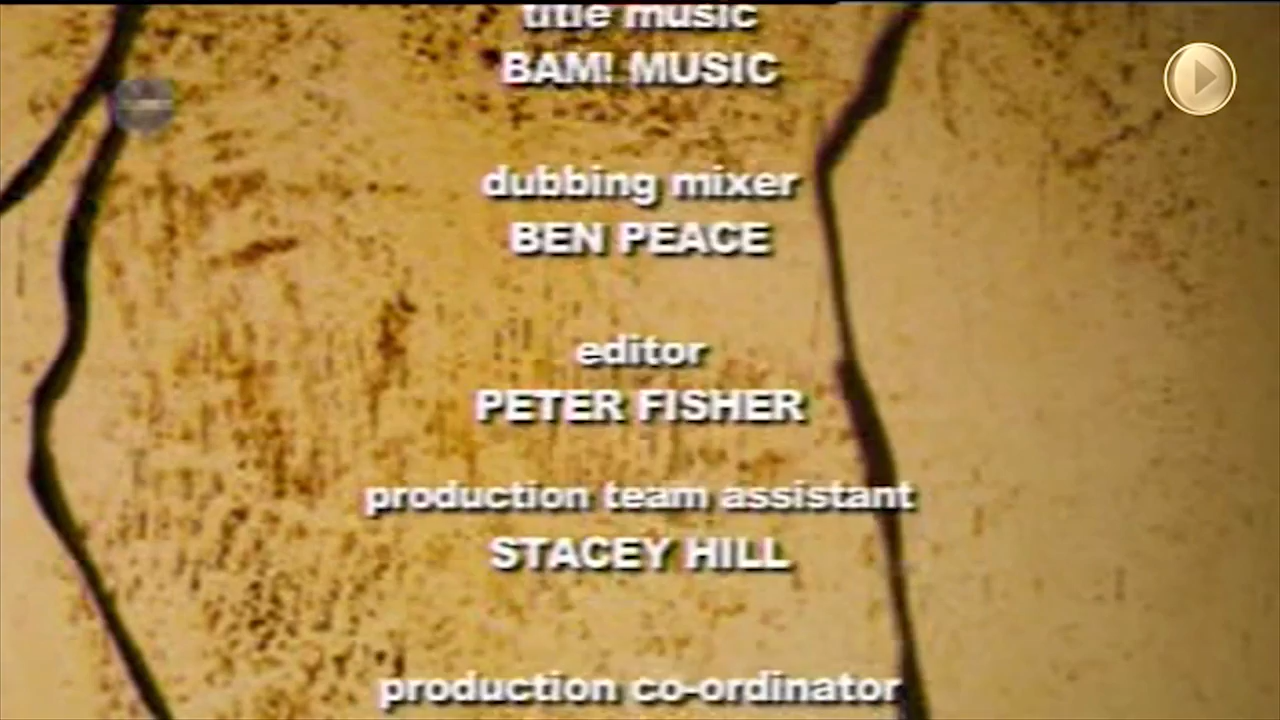 title music
BAM! MUSIC
dubbing mixer
BEN PEACE
editor
PETER FISHER
production team assistant
STACEY HILL
production co-ordinator